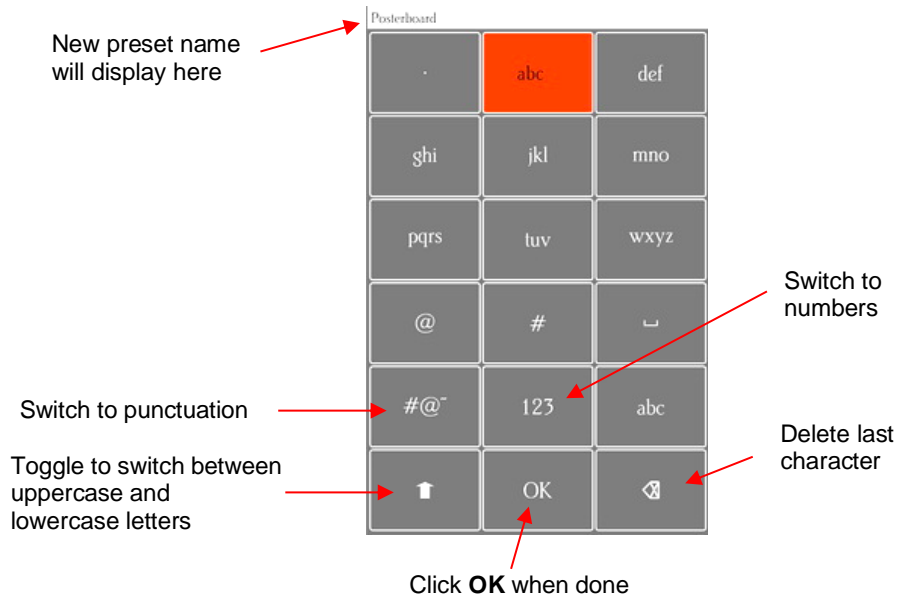 Posterboard
New preset name
will display here
.
abc
def
ghi
jkl
mno
pqrs
tuv
wxyz
@
#
␣
Switch to
numbers
Switch to punctuation
#@¯
123
abc
Delete last
character
Toggle to switch between
uppercase and
lowercase letters
OK
Click OK when done